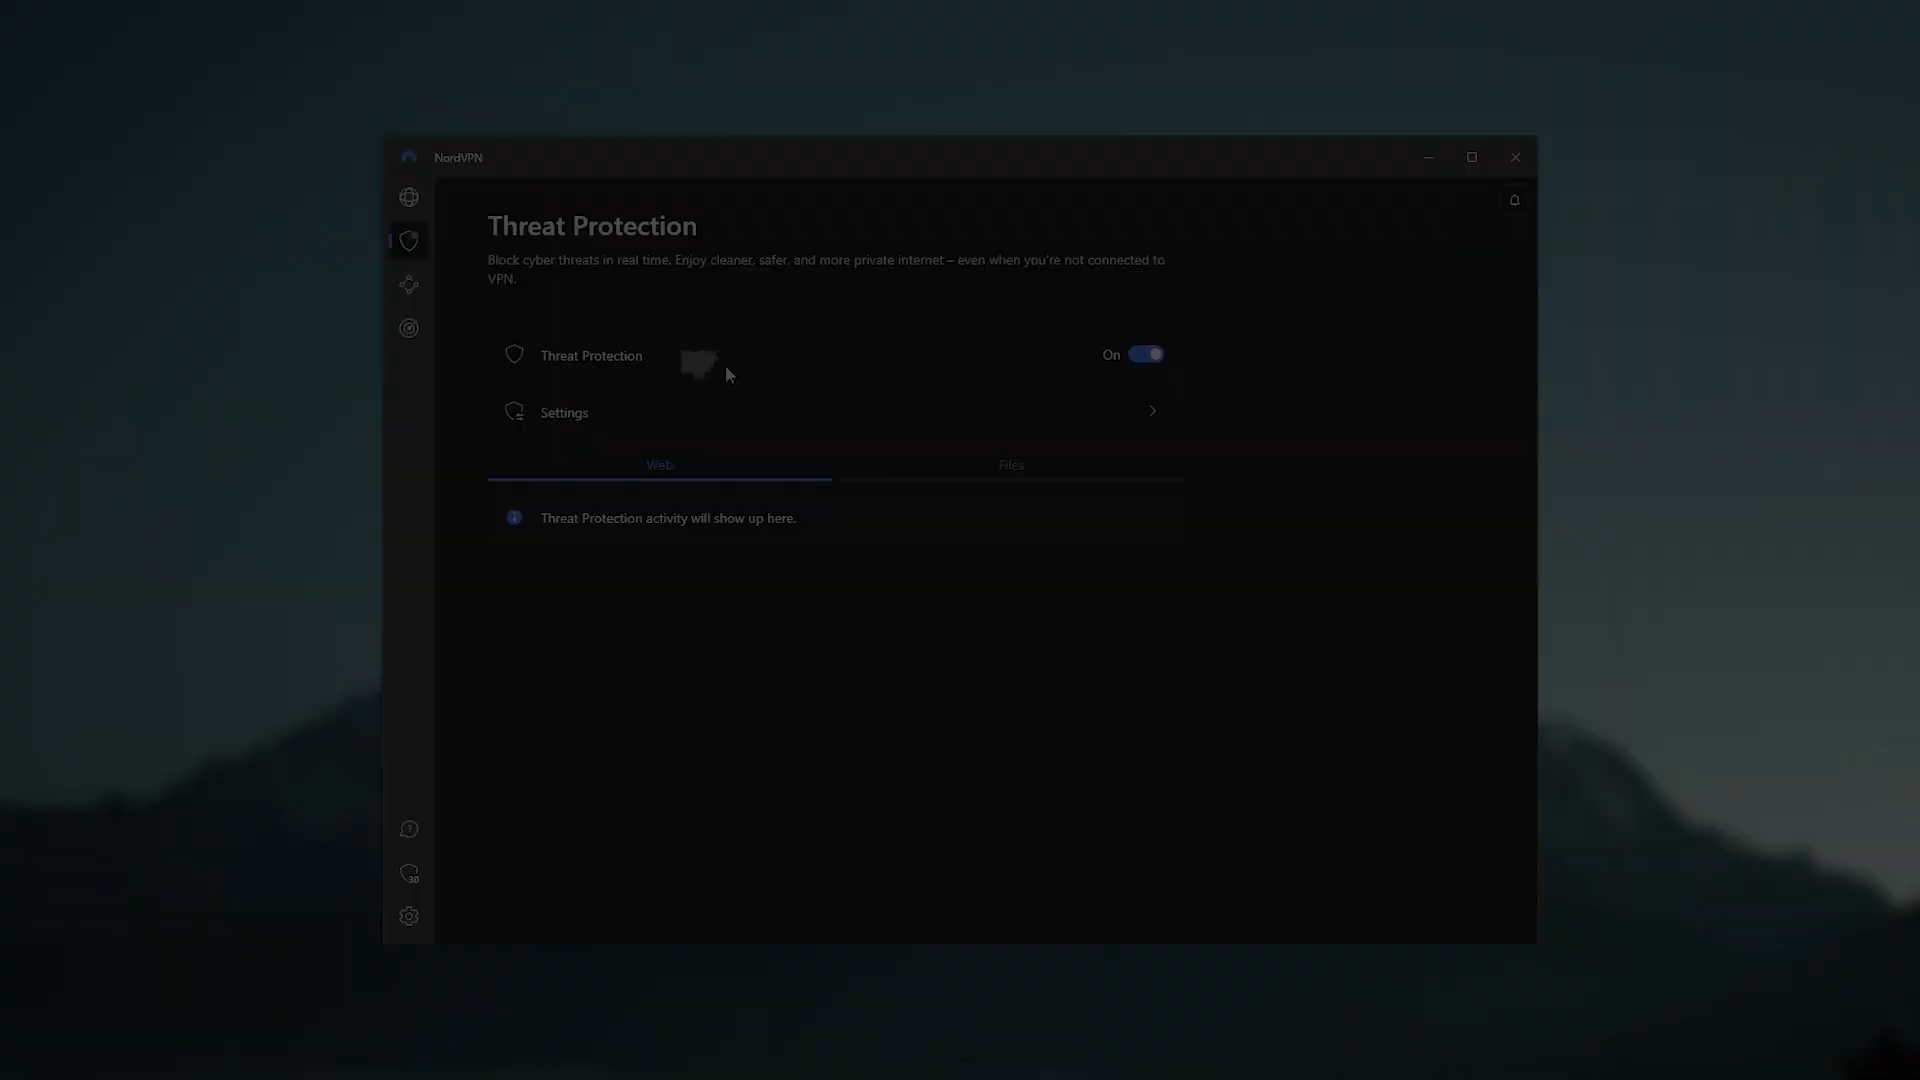 NordVPN
Threat Protection
Block cyber threats in real time. Enjoy cleaner, safer, and more private internet – even when you're not connected to
VPN.
Threat Protection
On
Settings
Web
Files
Threat Protection activity will show up here.
30